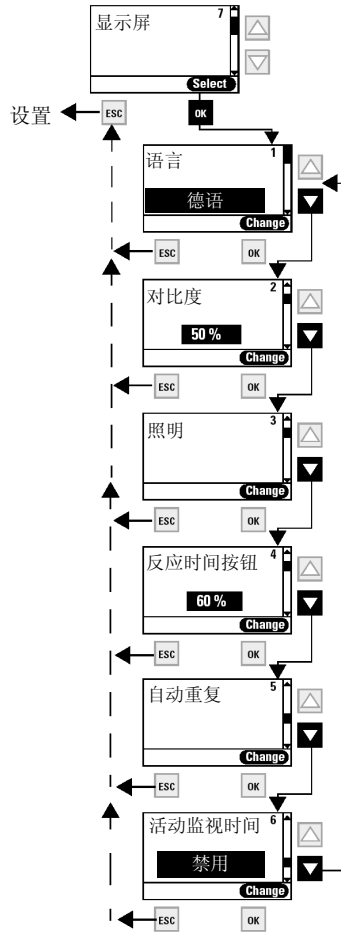 显示屏 7
Select
设置 ESC OK
语言 1
德语
Change
ESC OK
对比度 2
50 %
Change
ESC OK
照明 3
Change
ESC OK
反应时间按钮 4
60 %
Change
ESC OK
自动重复 5
Change
ESC OK
活动监视时间 6
禁用
Change
ESC OK